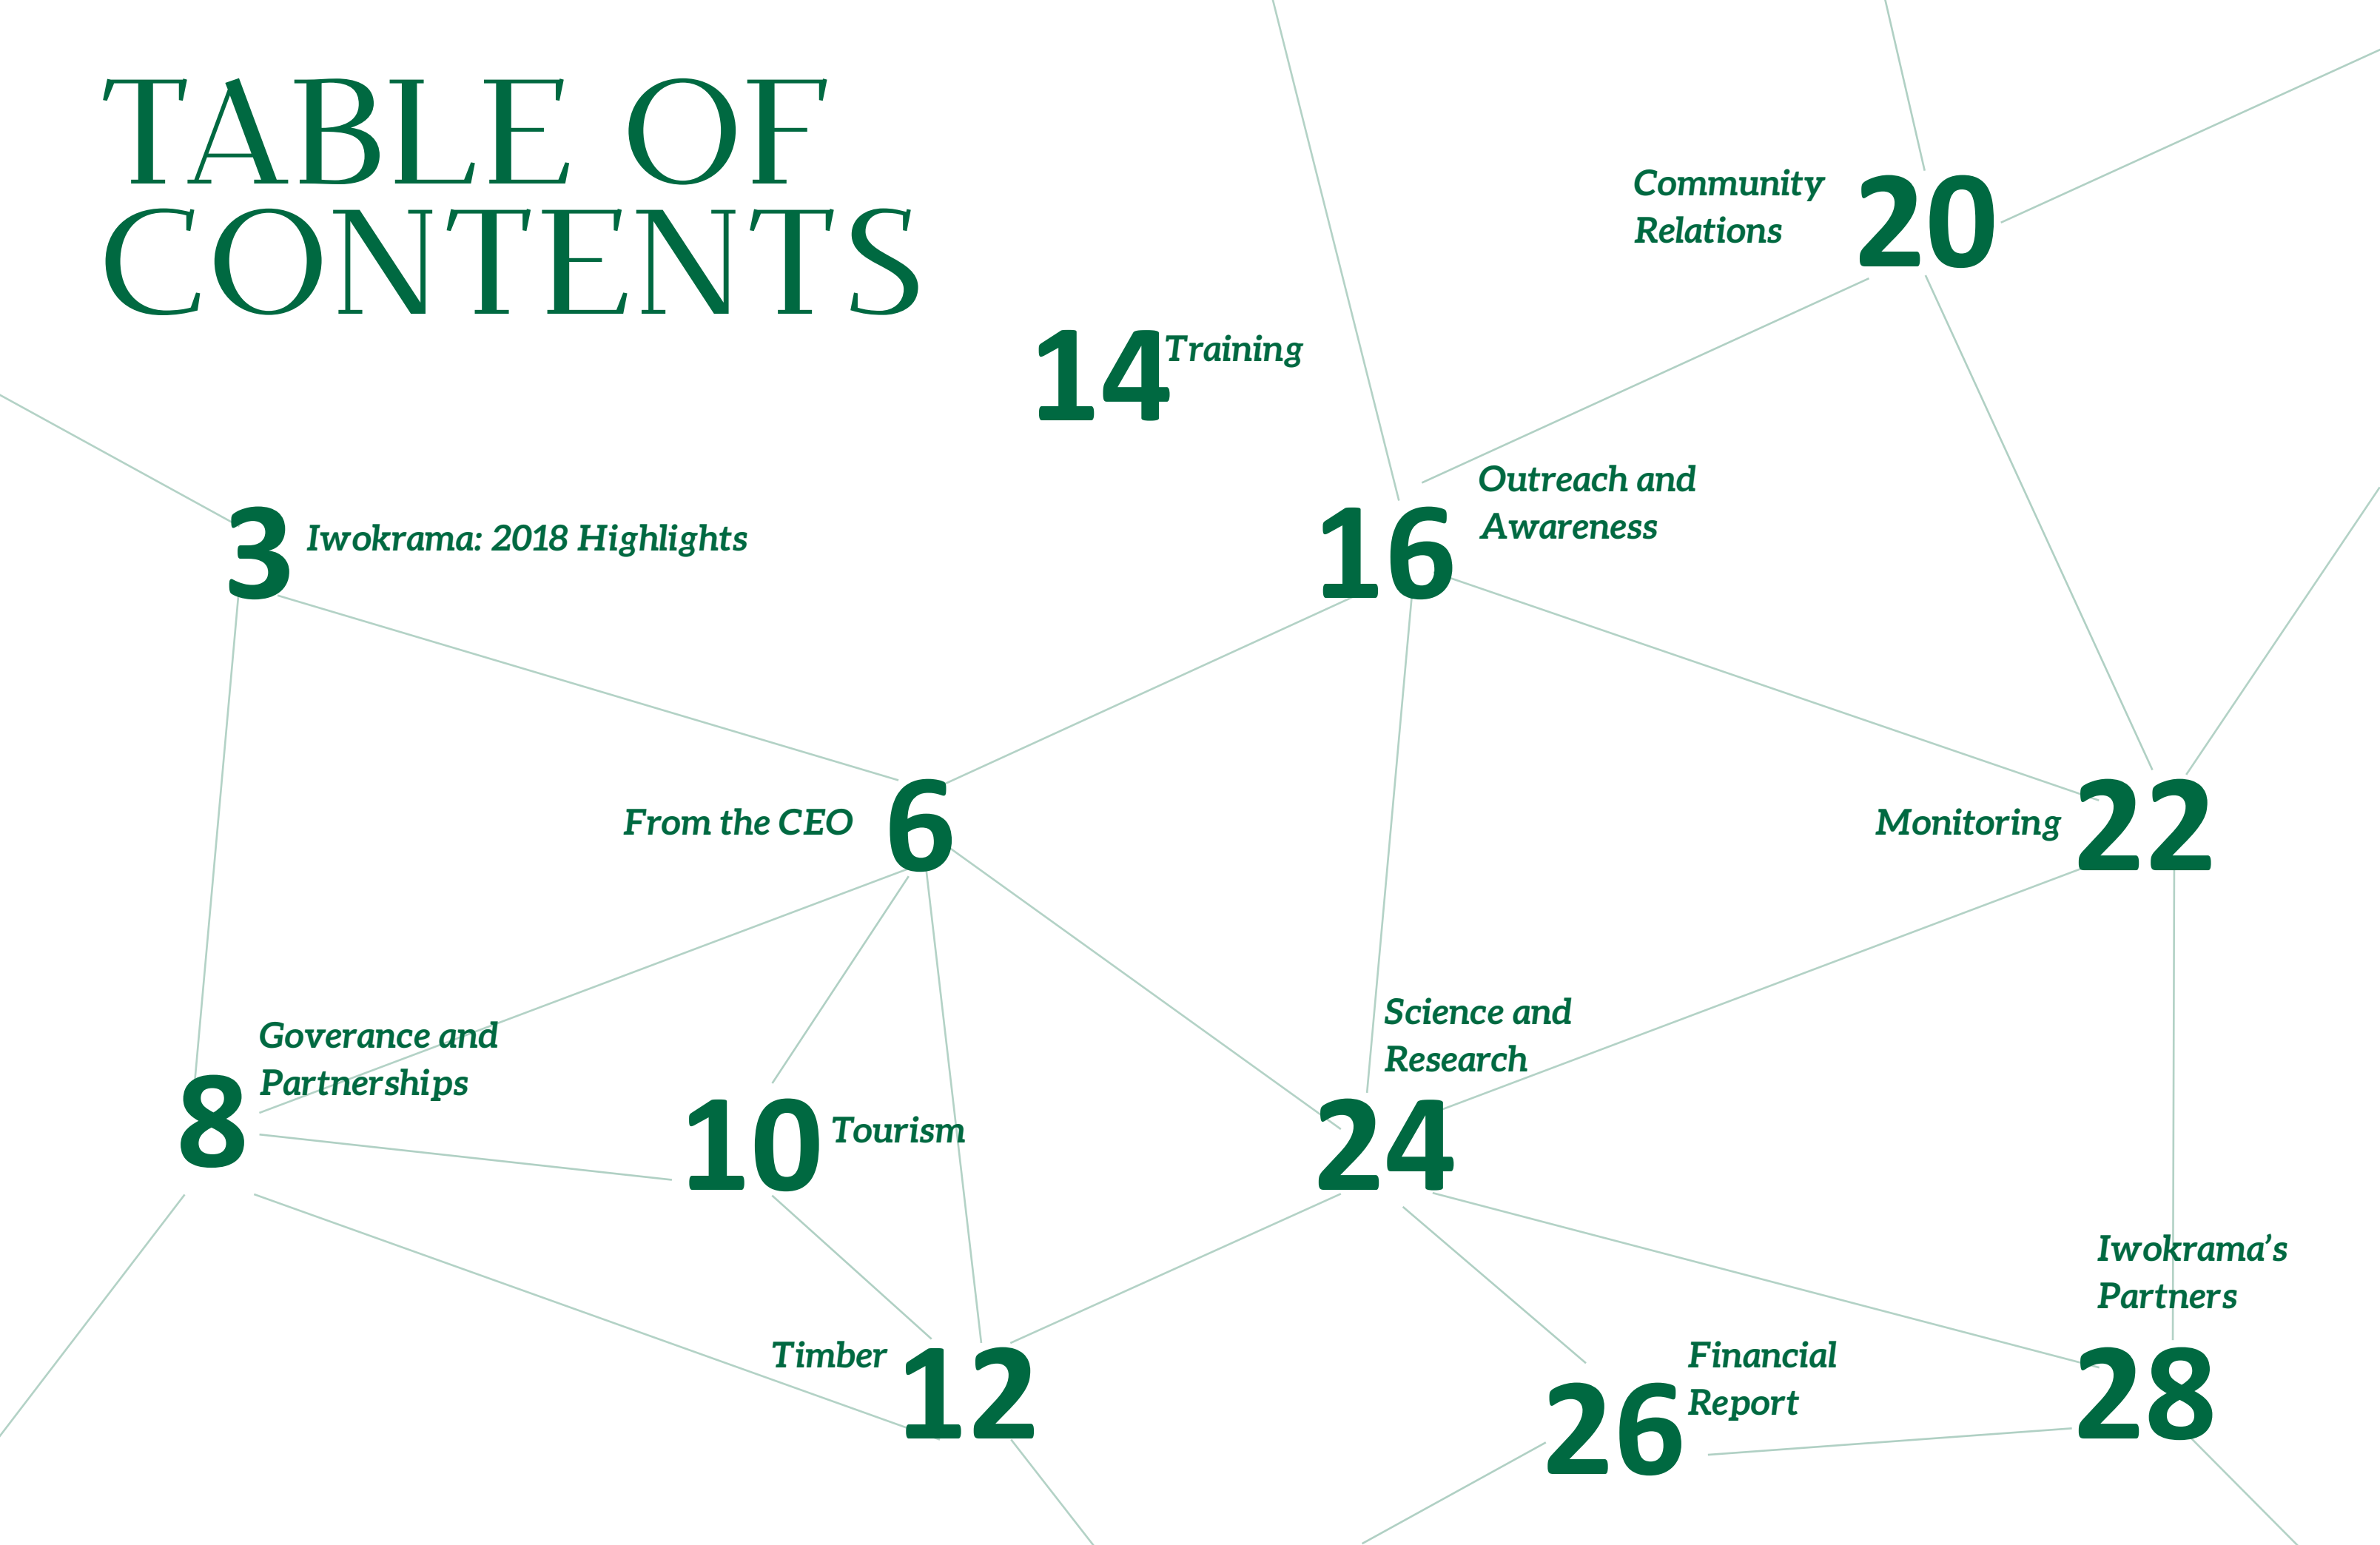 TABLE OF
CONTENTS
3 Iwokrama: 2018 Highlights
From the CEO 6
8 Goverance and
Partnerships
10 Tourism
Timber 12
14 Training
16 Outreach and
Awareness
Community
Relations 20
Monitoring 22
Science and
Research
24
26 Financial
Report
Iwokrama’s
Partners
28